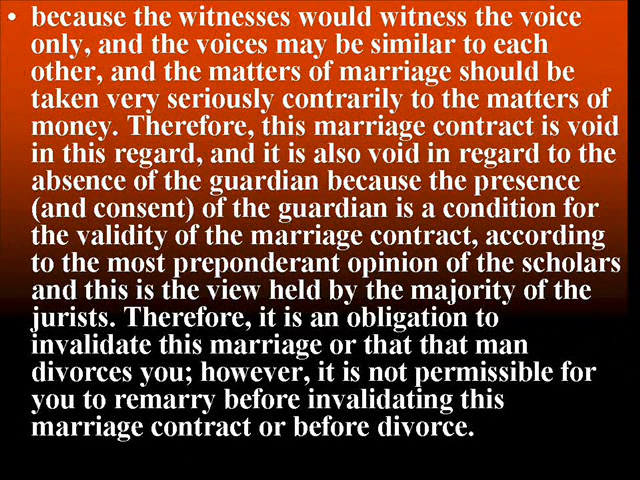 • because the witnesses would witness the voice
only, and the voices may be similar to each
other, and the matters of marriage should be
taken very seriously contrarily to the matters of
money. Therefore, this marriage contract is void
in this regard, and it is also void in regard to the
absence of the guardian because the presence
(and consent) of the guardian is a condition for
the validity of the marriage contract, according
to the most preponderant opinion of the scholars
and this is the view held by the majority of the
jurists. Therefore, it is an obligation to
invalidate this marriage or that that man
divorces you; however, it is not permissible for
you to remarry before invalidating this
marriage contract or before divorce.